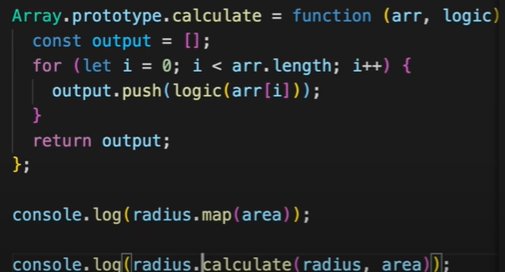 Array.prototype.calculate = function (arr, logic)
  const output = [];
  for (let i = 0; i < arr.length; i++) {
    output.push(logic(arr[i]));
  }
  return output;
};

console.log(radius.map(area));

console.log(radius.calculate(radius, area));